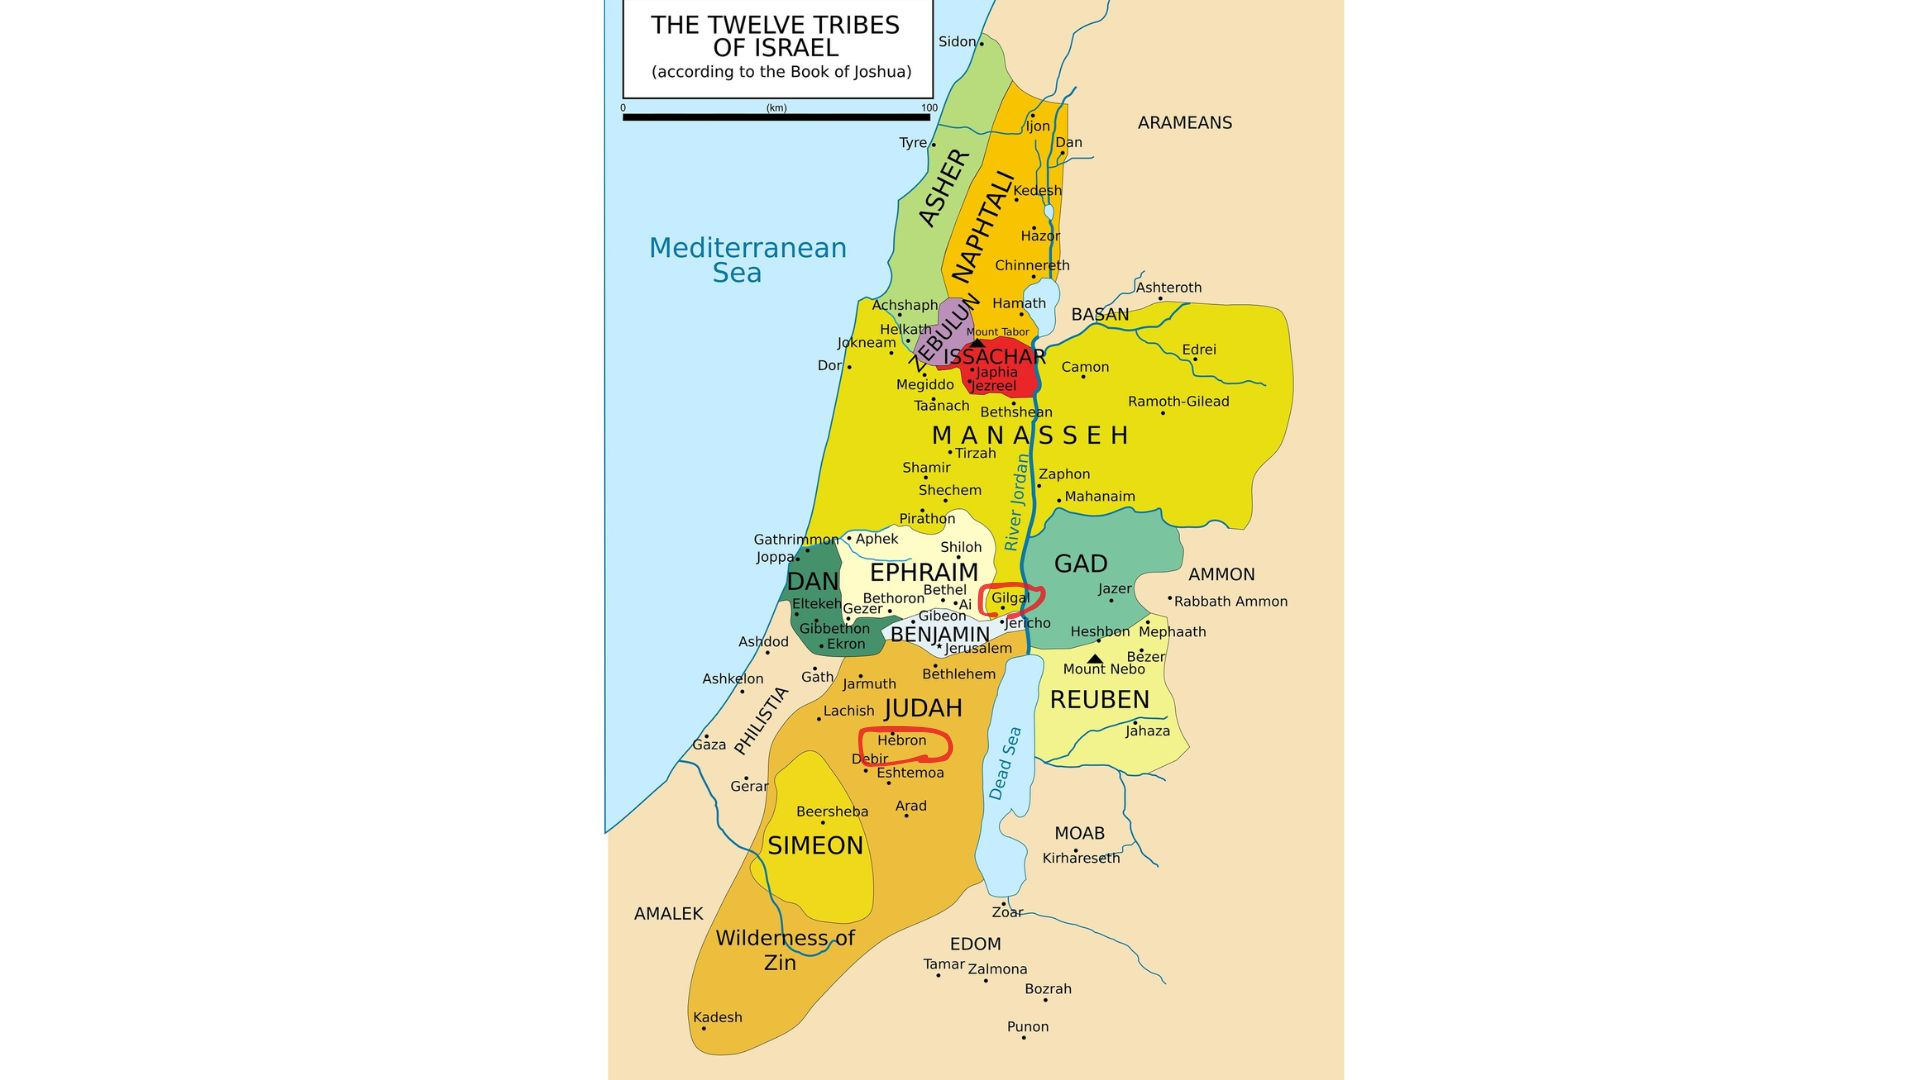 THE TWELVE TRIBES
OF ISRAEL
(according to the Book of Joshua)
0 (km) 100
Sidon
ARAMEANS
Ijon
Tyre
Dan
ASHER
NAPHTALI
Kedesh
Hazor
Mediterranean
Sea
Chinnereth
Ashteroth
Achshaph
Hamath
BASAN
ZEBULUN
Helkath
Mount Tabor
Jokneam
ISSACHAR
Edrei
Dor
Japhia
Camon
Megiddo
Jezreel
Taanach
Bethshean
Ramoth-Gilead
MANASSEH
Tirzah
Shamir
Zaphon
Shechem
Mahanaim
River Jordan
Pirathon
Gathrimmon
Aphek
Shiloh
Joppa
GAD
DAN
EPHRAIM
AMMON
Bethel
Jazer
Eltekeh
Gezer
Bethoron
Ai
Gilgal
Rabbath Ammon
Gibeon
Jericho
Gibbethon
BENJAMIN
Heshbon
Mephaath
Ashdod
Ekron
Jerusalem
Bezer
Mount Nebo
Ashkelon
Gath
Jarmuth
Bethlehem
REUBEN
PHILISTIA
Lachish
JUDAH
Jahaza
Gaza
Hebron
Debir
Dead Sea
Eshtemoa
Gerar
Beersheba
Arad
SIMEON
MOAB
Kirhareseth
AMALEK
Zoar
Wilderness of
Zin
EDOM
Tamar
Zalmona
Bozrah
Kadesh
Punon